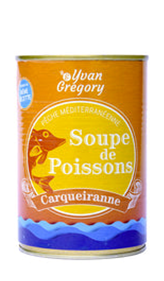 Yvan
Grégory
PÊCHE MÉDITERRANÉENNE
Soupe
de
Poissons
Carqueiranne